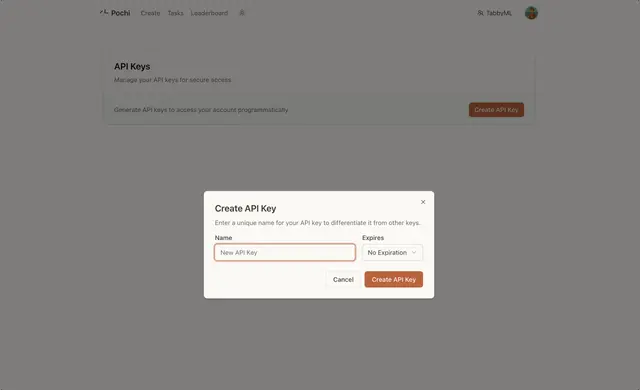 Pochi
Create
Tasks
Leaderboard
TabbyML
API Keys
Manage your API keys for secure access.
Generate API keys to access your account programmatically.
Create API Key
Create API Key
Enter a unique name for your API key to differentiate it from other keys.
Name
Expires
New API Key
No Expiration
Cancel
Create API Key